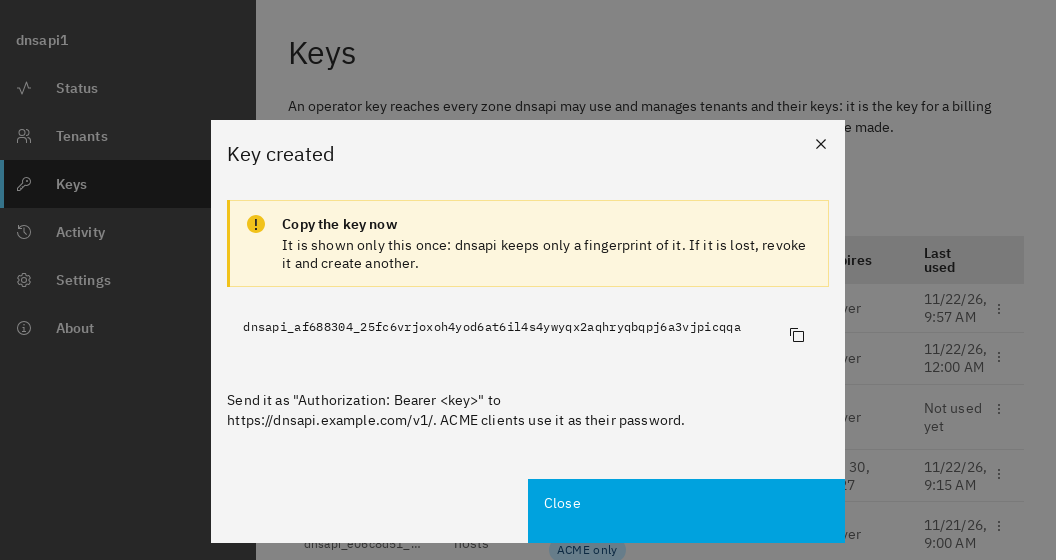 dnsapi1
Status
Tenants
Keys
Activity
Settings
About
Keys
An operator key reaches every zone dnsapi may use and manages tenants and their keys: it is the key for a billing
made.
Key created
Copy the key now
It is shown only this once: dnsapi keeps only a fingerprint of it. If it is lost, revoke
it and create another.
dnsapi_af688304_25fc6vrjoxoh4yod6at6il4s4ywyqx2aqhryqbqpj6a3vjpicqqa
Send it as "Authorization: Bearer <key>" to
https://dnsapi.example.com/v1/. ACME clients use it as their password.
Close
Last
used
11/22/26,
9:57 AM
11/22/26,
12:00 AM
Not used
yet
30,
11/22/26,
9:15 AM
11/21/26,
9:00 AM
hosts
ACME only